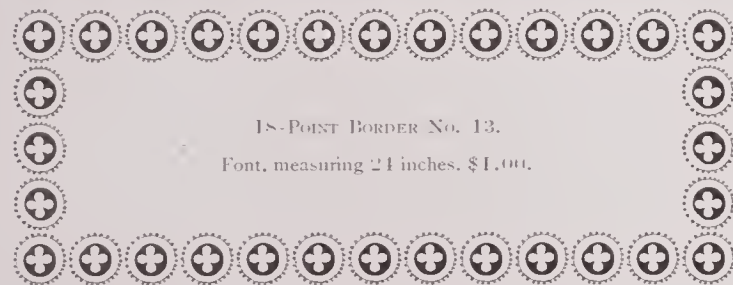 18-Point Border No. 13.
Font, measuring 24 inches. $1.00.